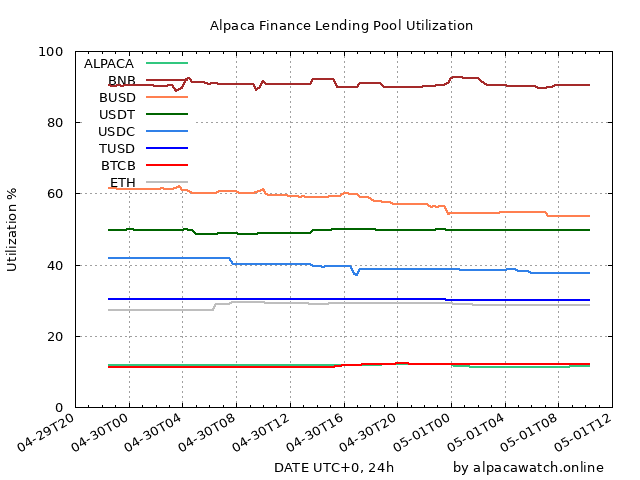 Alpaca Finance Lending Pool Utilization
100
80
60
40
20
0
Utilization %
ALPACA
BNB
BUSD
USDT
USDC
TUSD
BTCB
ETH
04-29T20
04-30T00
04-30T04
04-30T08
04-30T12
04-30T16
04-30T20
05-01T00
05-01T04
05-01T08
05-01T12
DATE UTC+0, 24h
by alpacawatch.online